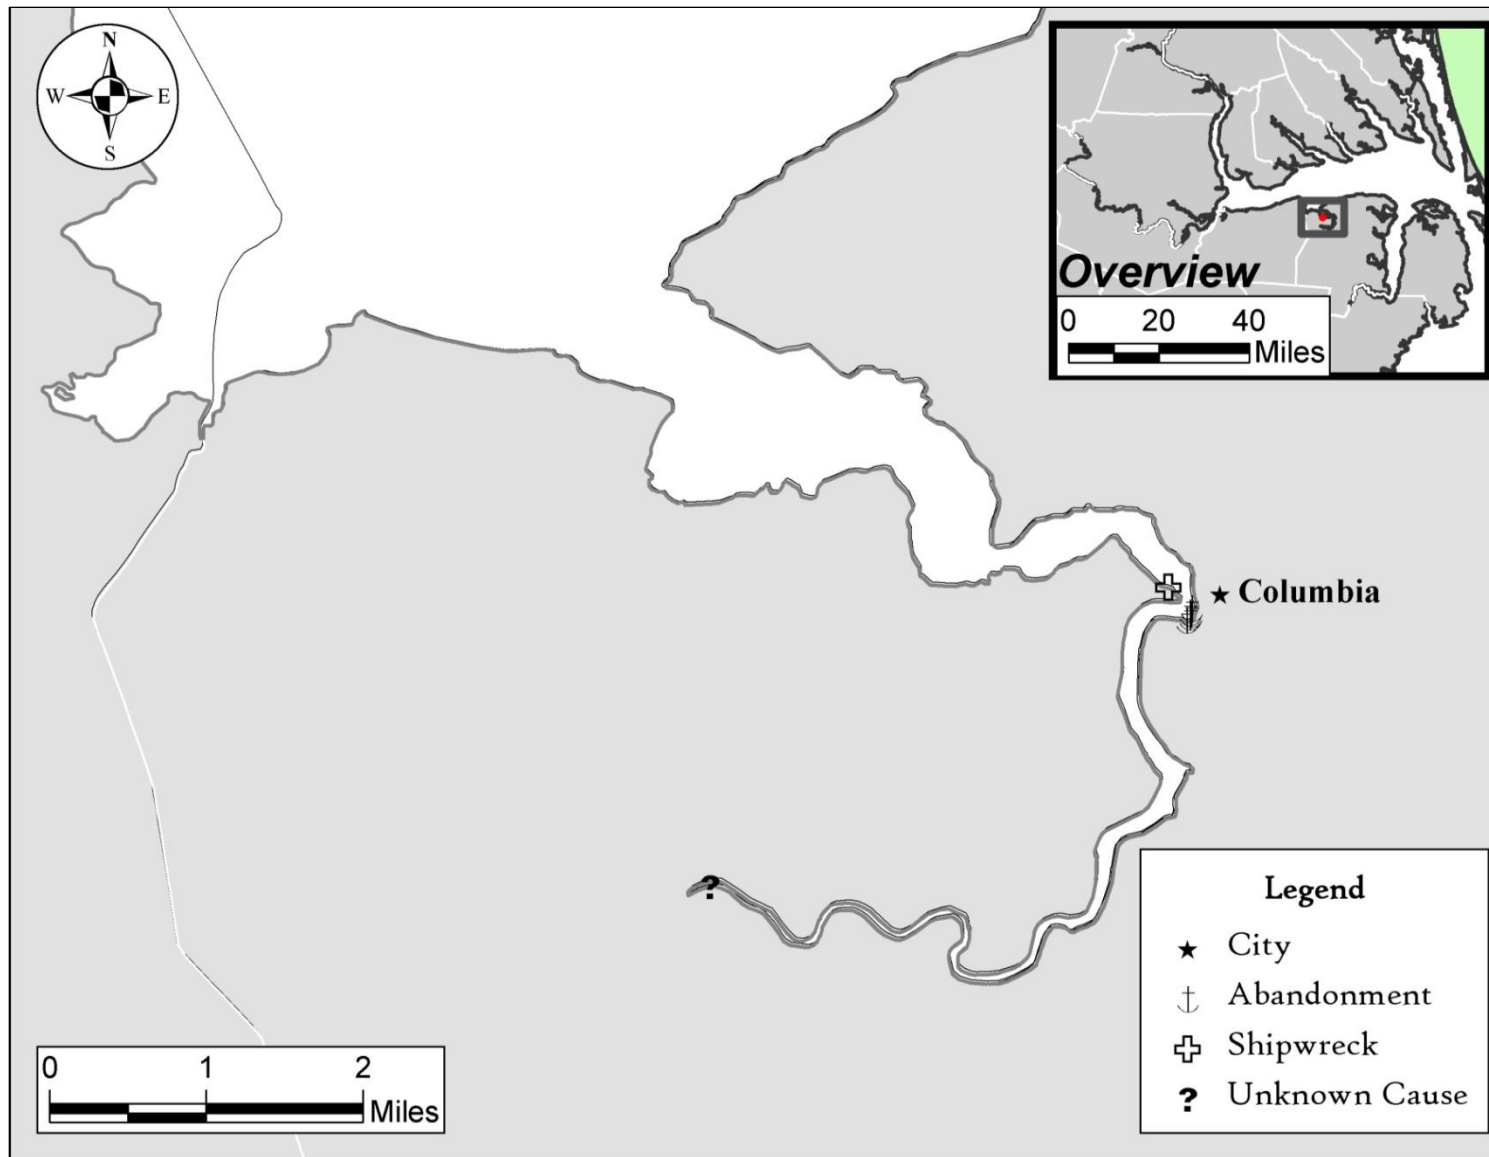 N
W E
S
Overview
0 20 40
Miles
Columbia
Legend
City
Abandonment
Shipwreck
? Unknown Cause
?
0 1 2
Miles